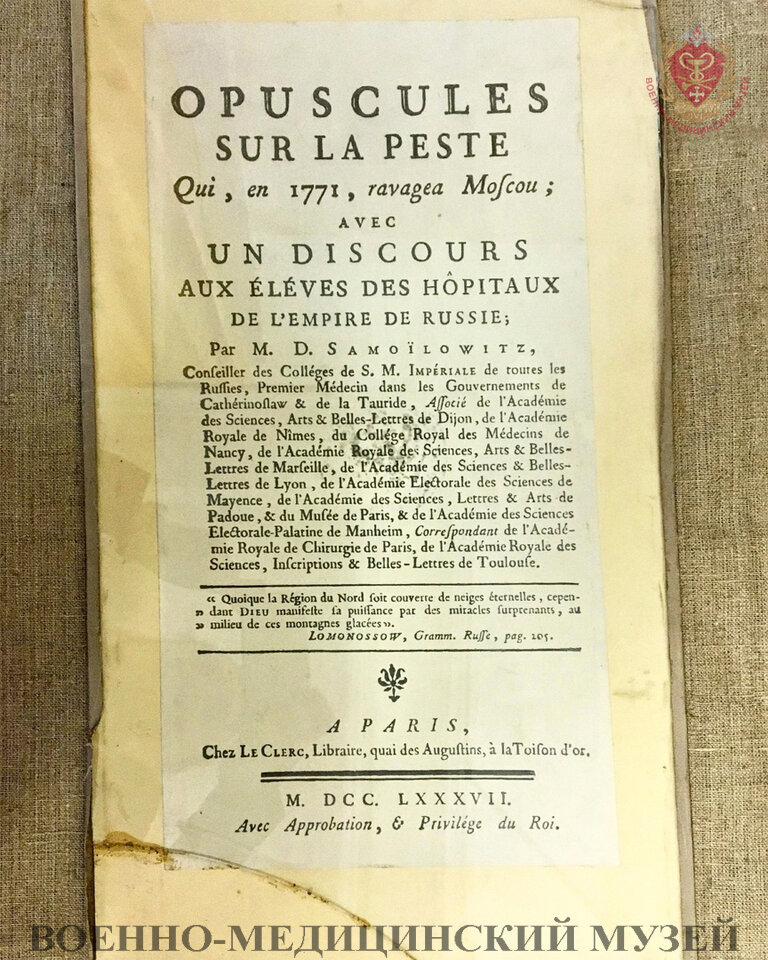 OPUSCULES
SUR LA PESTE
Qui, en 1771, ravagea Moſcou;
AVEC
UN DISCOURS
AUX ÉLÉVES DES HÔPITAUX
DE L'EMPIRE DE RUSSIE;
Par M. D. SAMOÏLOWITZ,
Conſeiller des Colléges de S. M. IMPÉRIALE de toutes les
Ruſſies, Premier Médecin dans les Gouvernements de
Cathérinoſlaw & de la Tauride, Aſſocié de l'Académie
des Sciences, Arts & Belles-Lettres de Dijon, de l'Académie
Royale de Nîmes, du Collége Royal des Médecins de
Nancy, de l'Académie Royale des Sciences, Arts & Belles-
Lettres de Marſeille, de l'Académie des Sciences & Belles-
Lettres de Lyon, de l'Académie Electorale des Sciences de
Mayence, de l'Académie des Sciences, Lettres & Arts de
Padoue, & du Muſée de Paris, & de l'Académie des Sciences
Electorale-Palatine de Manheim, Correſpondant de l'Acadé-
mie Royale de Chirurgie de Paris, de l'Académie Royale des
Sciences, Inſcriptions & Belles-Lettres de Toulouſe.
« Quoique la Région du Nord ſoit couverte de neiges éternelles, cepen-
» dant DIEU manifeſte ſa puiſſance par des miracles ſurprenants, au
» milieu de ces montagnes glacées».
LOMONOSSOW, Gramm. Ruſſe, pag. 205.
A PARIS,
Chez LE CLERC, Libraire, quai des Auguſtins, à la Toiſon d'or.
M. DCC. LXXXVII.
Avec Approbation, & Privilége du Roi.
ВОЕННО-МЕДИЦИНСКИЙ МУЗЕЙ
ВОЕННО-МЕДИЦИНСКИЙ МУЗЕЙ